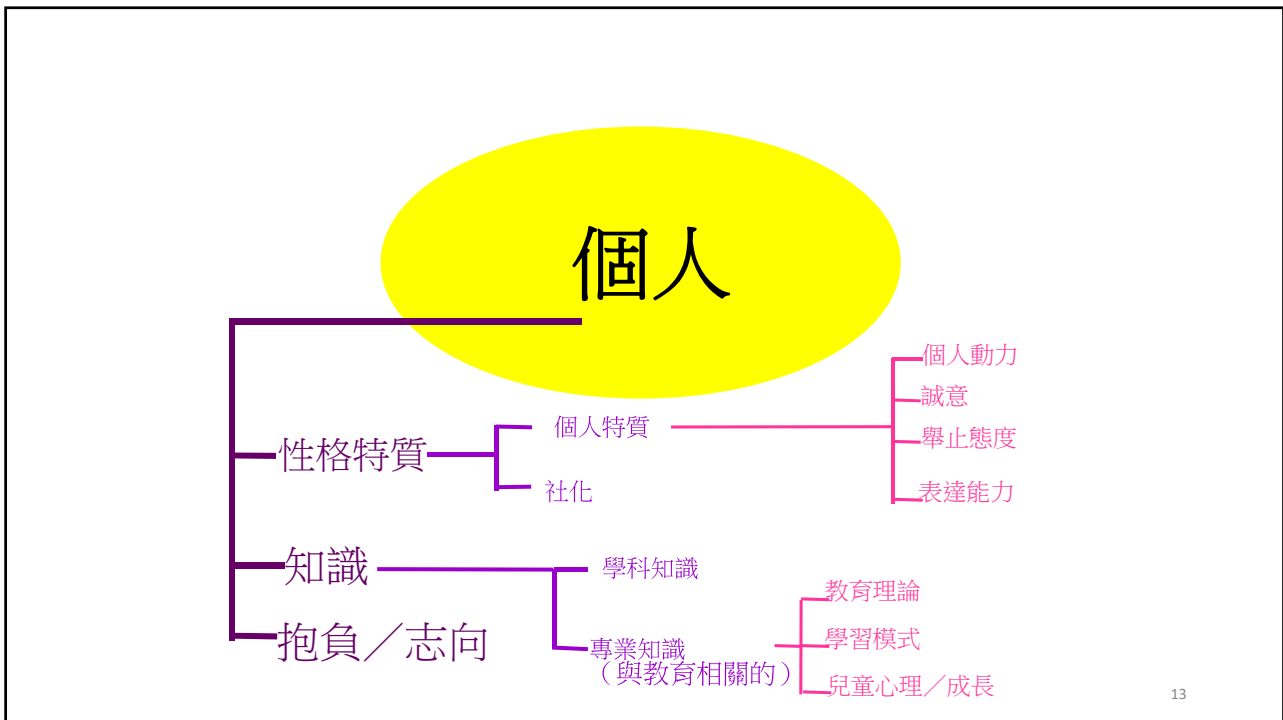 個人
性格特質
個人特質
個人動力
誠意
舉止態度
表達能力
社化
知識
學科知識
專業知識
（與教育相關的）
教育理論
學習模式
兒童心理／成長
抱負／志向
13